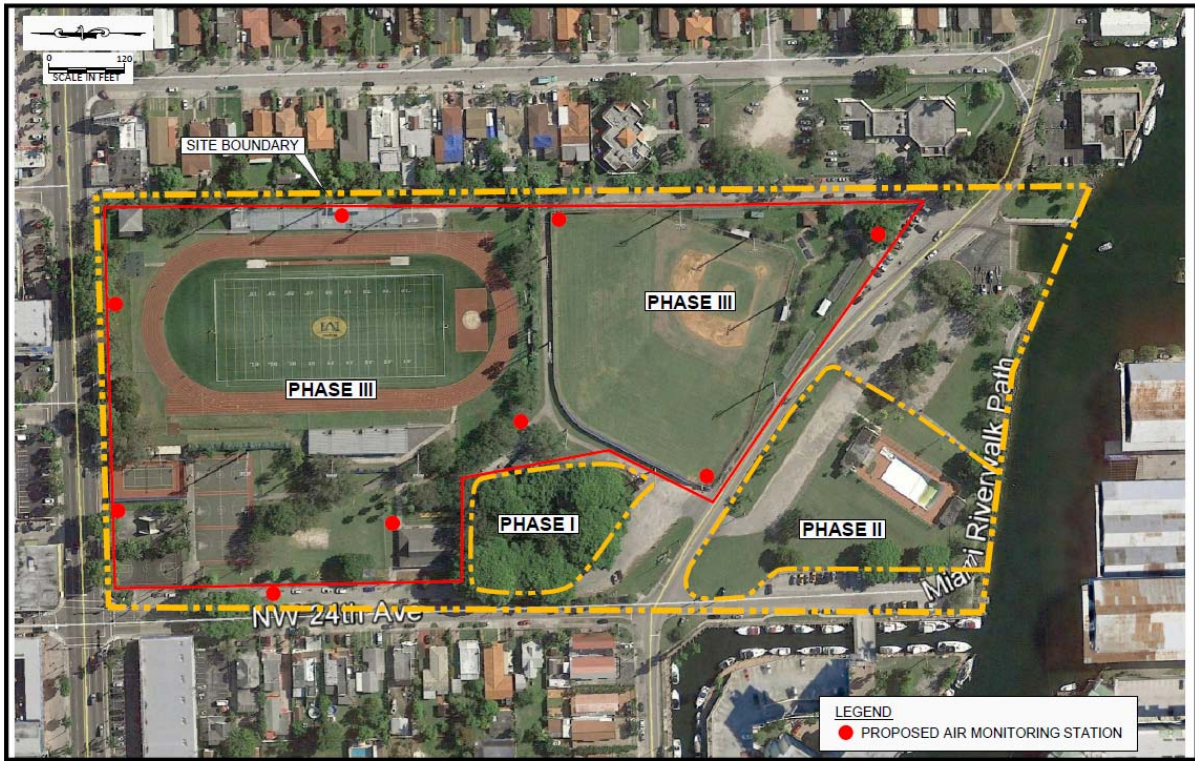 0 120
SCALE IN FEET
SITE BOUNDARY
PHASE III
PHASE III
PHASE I
PHASE II
Miami Riverwalk Path
NW 24th Ave
LEGEND
PROPOSED AIR MONITORING STATION